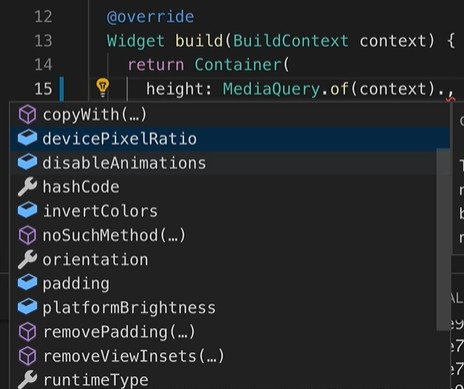 12 @override
13 Widget build(BuildContext context) {
14 return Container(
15 height: MediaQuery.of(context).,
copyWith(…)
devicePixelRatio
disableAnimations
hashCode
invertColors
noSuchMethod(…)
orientation
padding
platformBrightness
removePadding(…)
removeViewInsets(…)
runtimeType